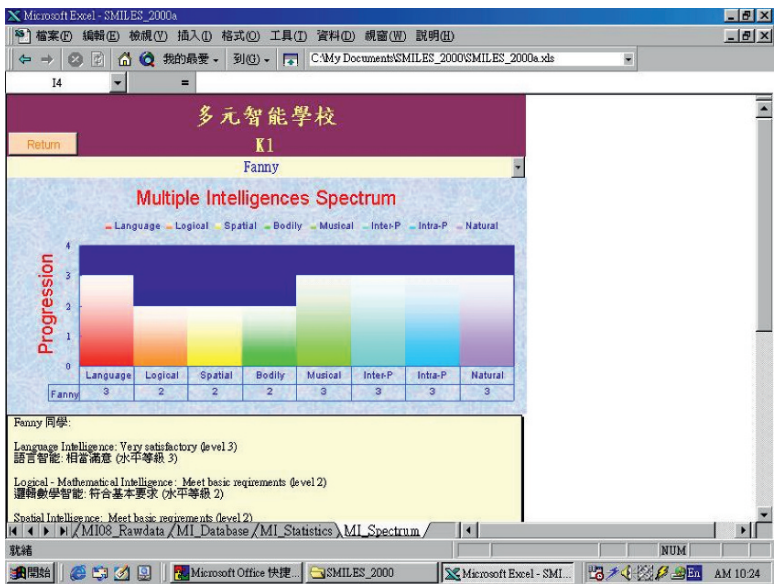 Microsoft Excel - SMILES_2000a
檔案(F) 編輯(E) 檢視(V) 插入(I) 格式(O) 工具(T) 資料(D) 視窗(W) 說明(H)
我的最愛 到(G) C:\My Documents\SMILES_2000\SMILES_2000a.xls
I4 =
多元智能學校
Return K1
Fanny
Multiple Intelligences Spectrum
Language Logical Spatial Bodily Musical Inter-P Intra-P Natural
Progression
4
3
2
1
0
Language Logical Spatial Bodily Musical Inter-P Intra-P Natural
Fanny 3 2 2 2 3 3 3 3
Fanny 同學:
Language Intelligence: Very satisfactory (level 3)
語言智能: 相當滿意 (水平等級 3)
Logical - Mathematical Intelligence: Meet basic reqirements (level 2)
邏輯數學智能: 符合基本要求 (水平等級 2)
Spatial Intelligence: Meet basic reqirements (level 2)
MI08_Rawdata MI_Database MI_Statistics MI_Spectrum
就緒 NUM
開始 Microsoft Office 快捷... SMILES_2000 Microsoft Excel - SMI... En AM 10:24